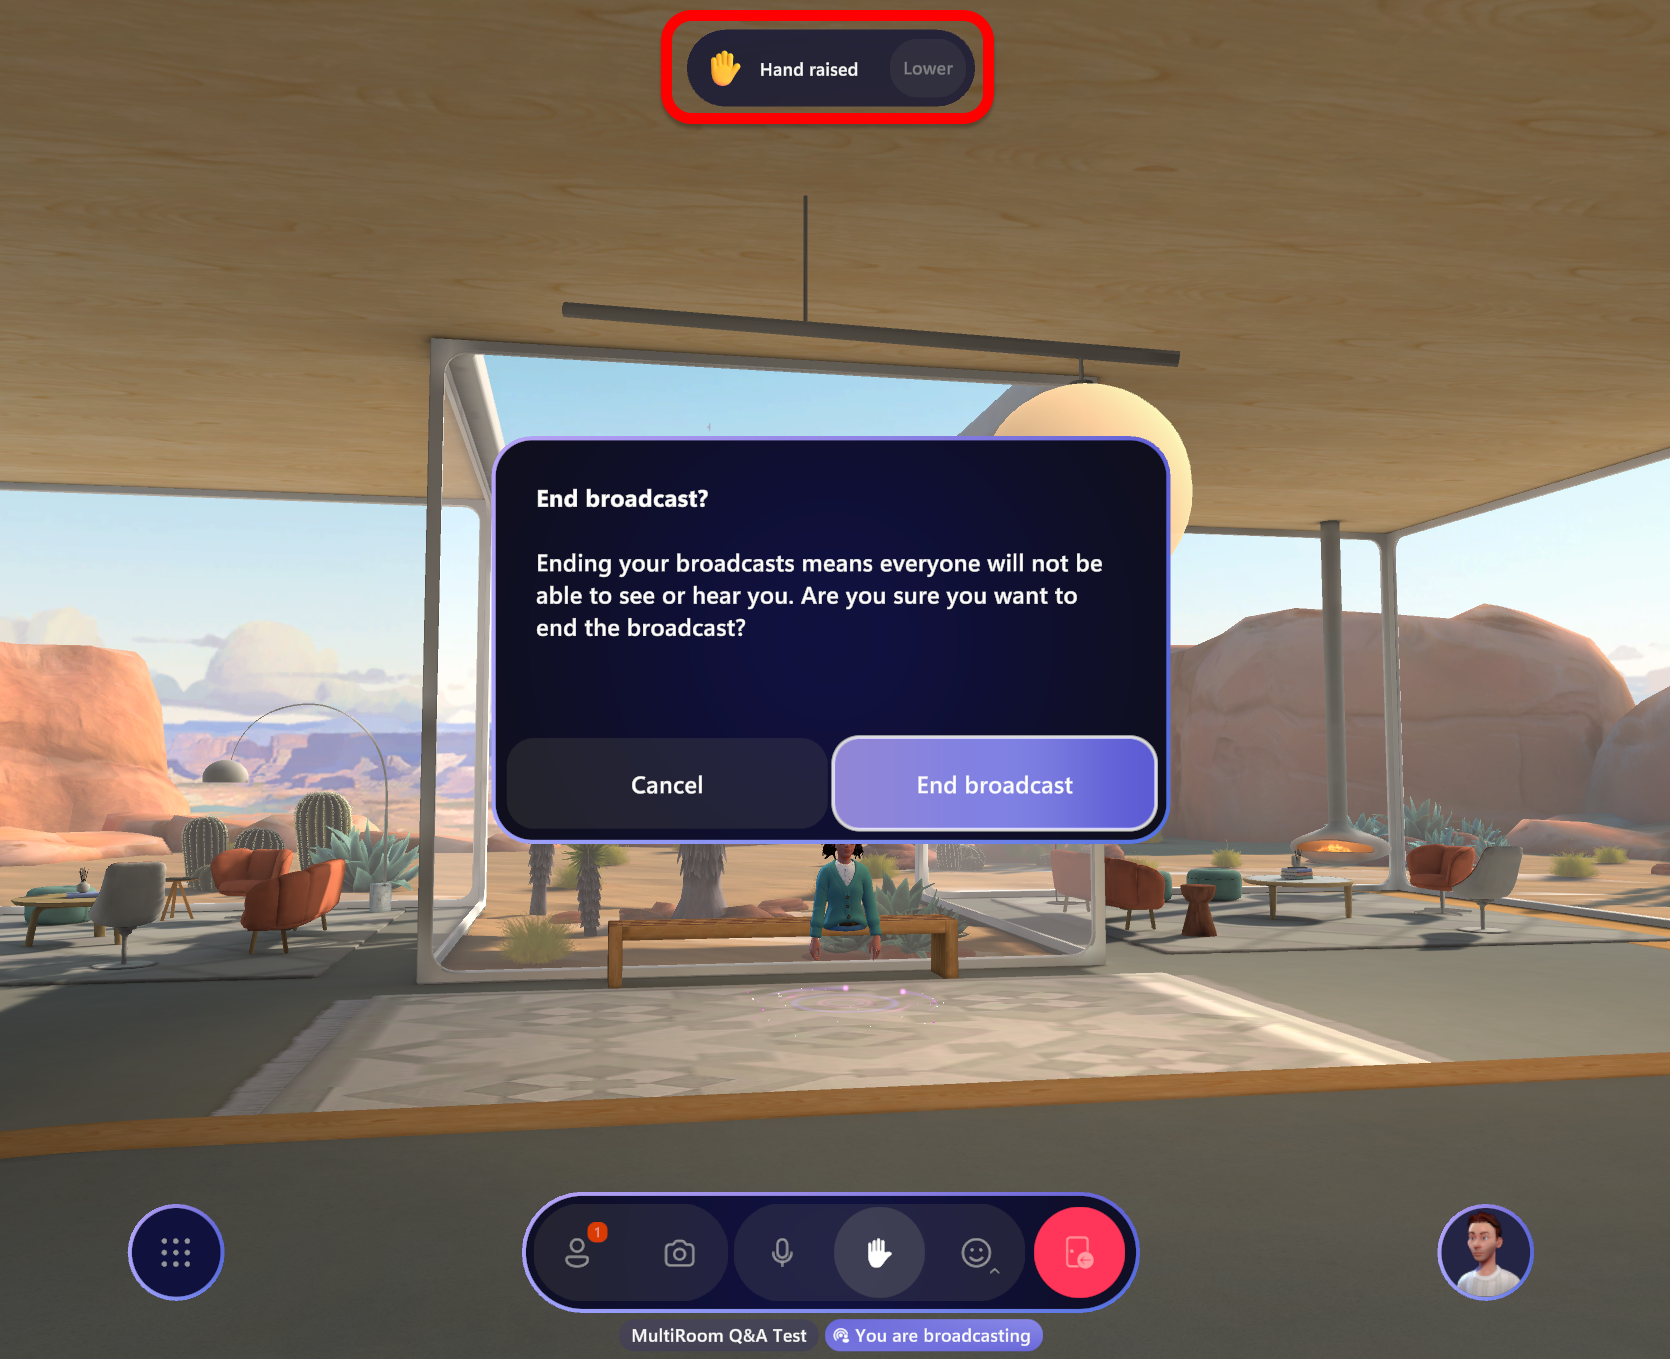 Hand raised Lower
End broadcast?
Ending your broadcasts means everyone will not be
able to see or hear you. Are you sure you want to
end the broadcast?
Cancel End broadcast
1
MultiRoom Q&A Test You are broadcasting